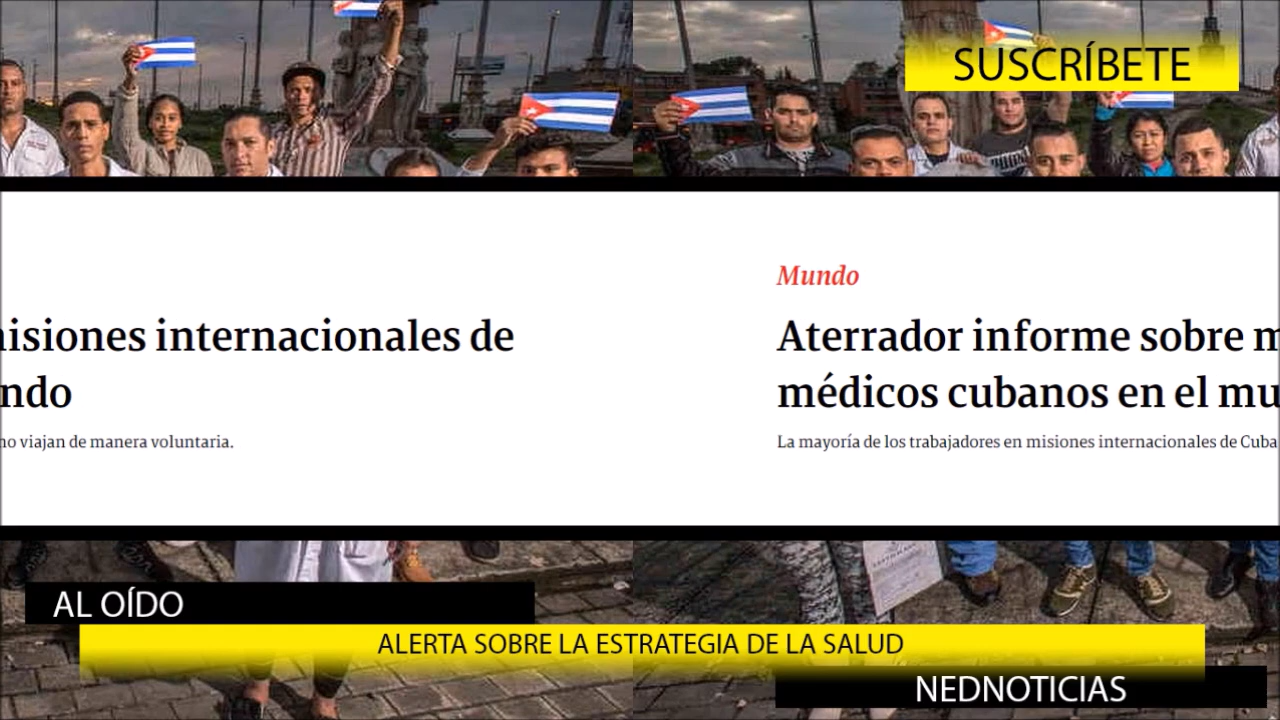 SUSCRÍBETE
isiones internacionales de
ndo
no viajan de manera voluntaria.
Mundo
Aterrador informe sobre m
médicos cubanos en el mu
La mayoría de los trabajadores en misiones internacionales de Cuba
AL OÍDO
ALERTA SOBRE LA ESTRATEGIA DE LA SALUD
NEDNOTICIAS